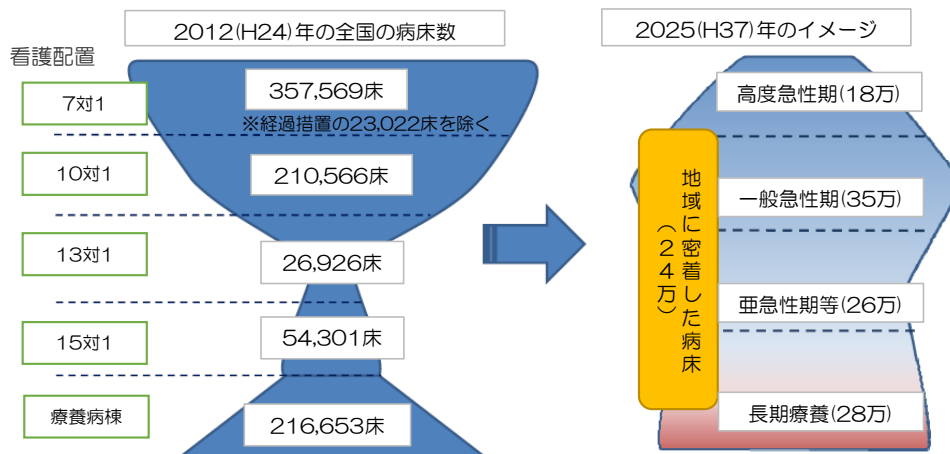 2012(H24)年の全国の病床数
看護配置
7対1
357,569床
※経過措置の23,022床を除く
10対1
210,566床
13対1
26,926床
15対1
54,301床
療養病棟
216,653床
2025(H37)年のイメージ
高度急性期(18万)
一般急性期(35万)
亜急性期等(26万)
長期療養(28万)
地域に密着した病床
（24万）